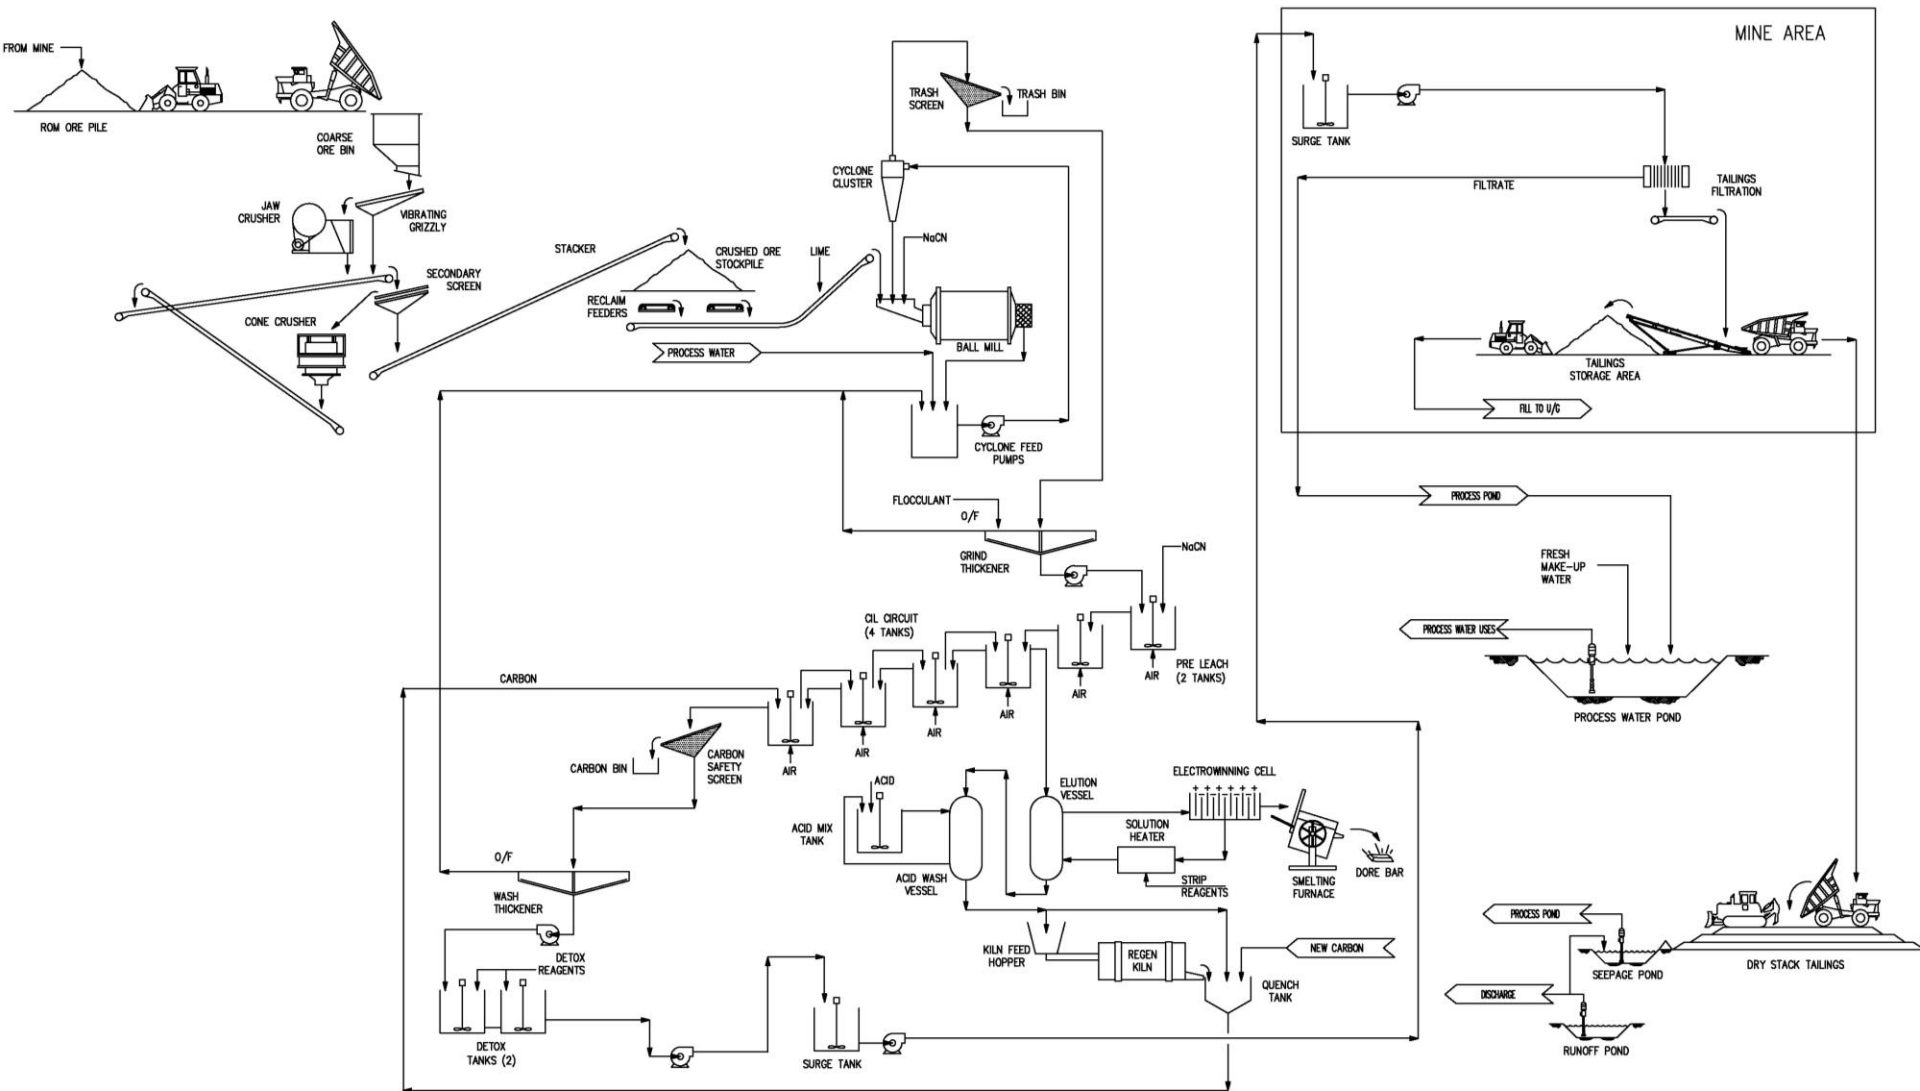 MINE AREA
FROM MINE
ROM ORE PILE
COARSE
ORE BIN
JAW
CRUSHER
VIBRATING
GRIZZLY
SECONDARY
SCREEN
CONE CRUSHER
STACKER
CRUSHED ORE
STOCKPILE
RECLAIM
FEEDERS
LIME
PROCESS WATER
TRASH
SCREEN
TRASH BIN
CYCLONE
CLUSTER
NaCN
BALL MILL
CYCLONE FEED
PUMPS
SURGE TANK
FILTRATE
TAILINGS
FILTRATION
TAILINGS
STORAGE AREA
FILL TO U/G
FLOCCULANT
O/F
GRIND
THICKENER
NaCN
PRE LEACH
(2 TANKS)
AIR
AIR
AIR
AIR
AIR
AIR
CIL CIRCUIT
(4 TANKS)
CARBON
CARBON BIN
CARBON
SAFETY
SCREEN
PROCESS POND
FRESH
MAKE-UP
WATER
PROCESS WATER USES
PROCESS WATER POND
ACID
ACID MIX
TANK
ACID WASH
VESSEL
ELUTION
VESSEL
ELECTROWINNING CELL
+ + + + + +
SOLUTION
HEATER
STRIP
REAGENTS
SMELTING
FURNACE
DORE BAR
O/F
WASH
THICKENER
DETOX
REAGENTS
DETOX
TANKS (2)
SURGE TANK
KILN FEED
HOPPER
REGEN
KILN
NEW CARBON
QUENCH
TANK
PROCESS POND
SEEPAGE POND
DRY STACK TAILINGS
DISCHARGE
RUNOFF POND